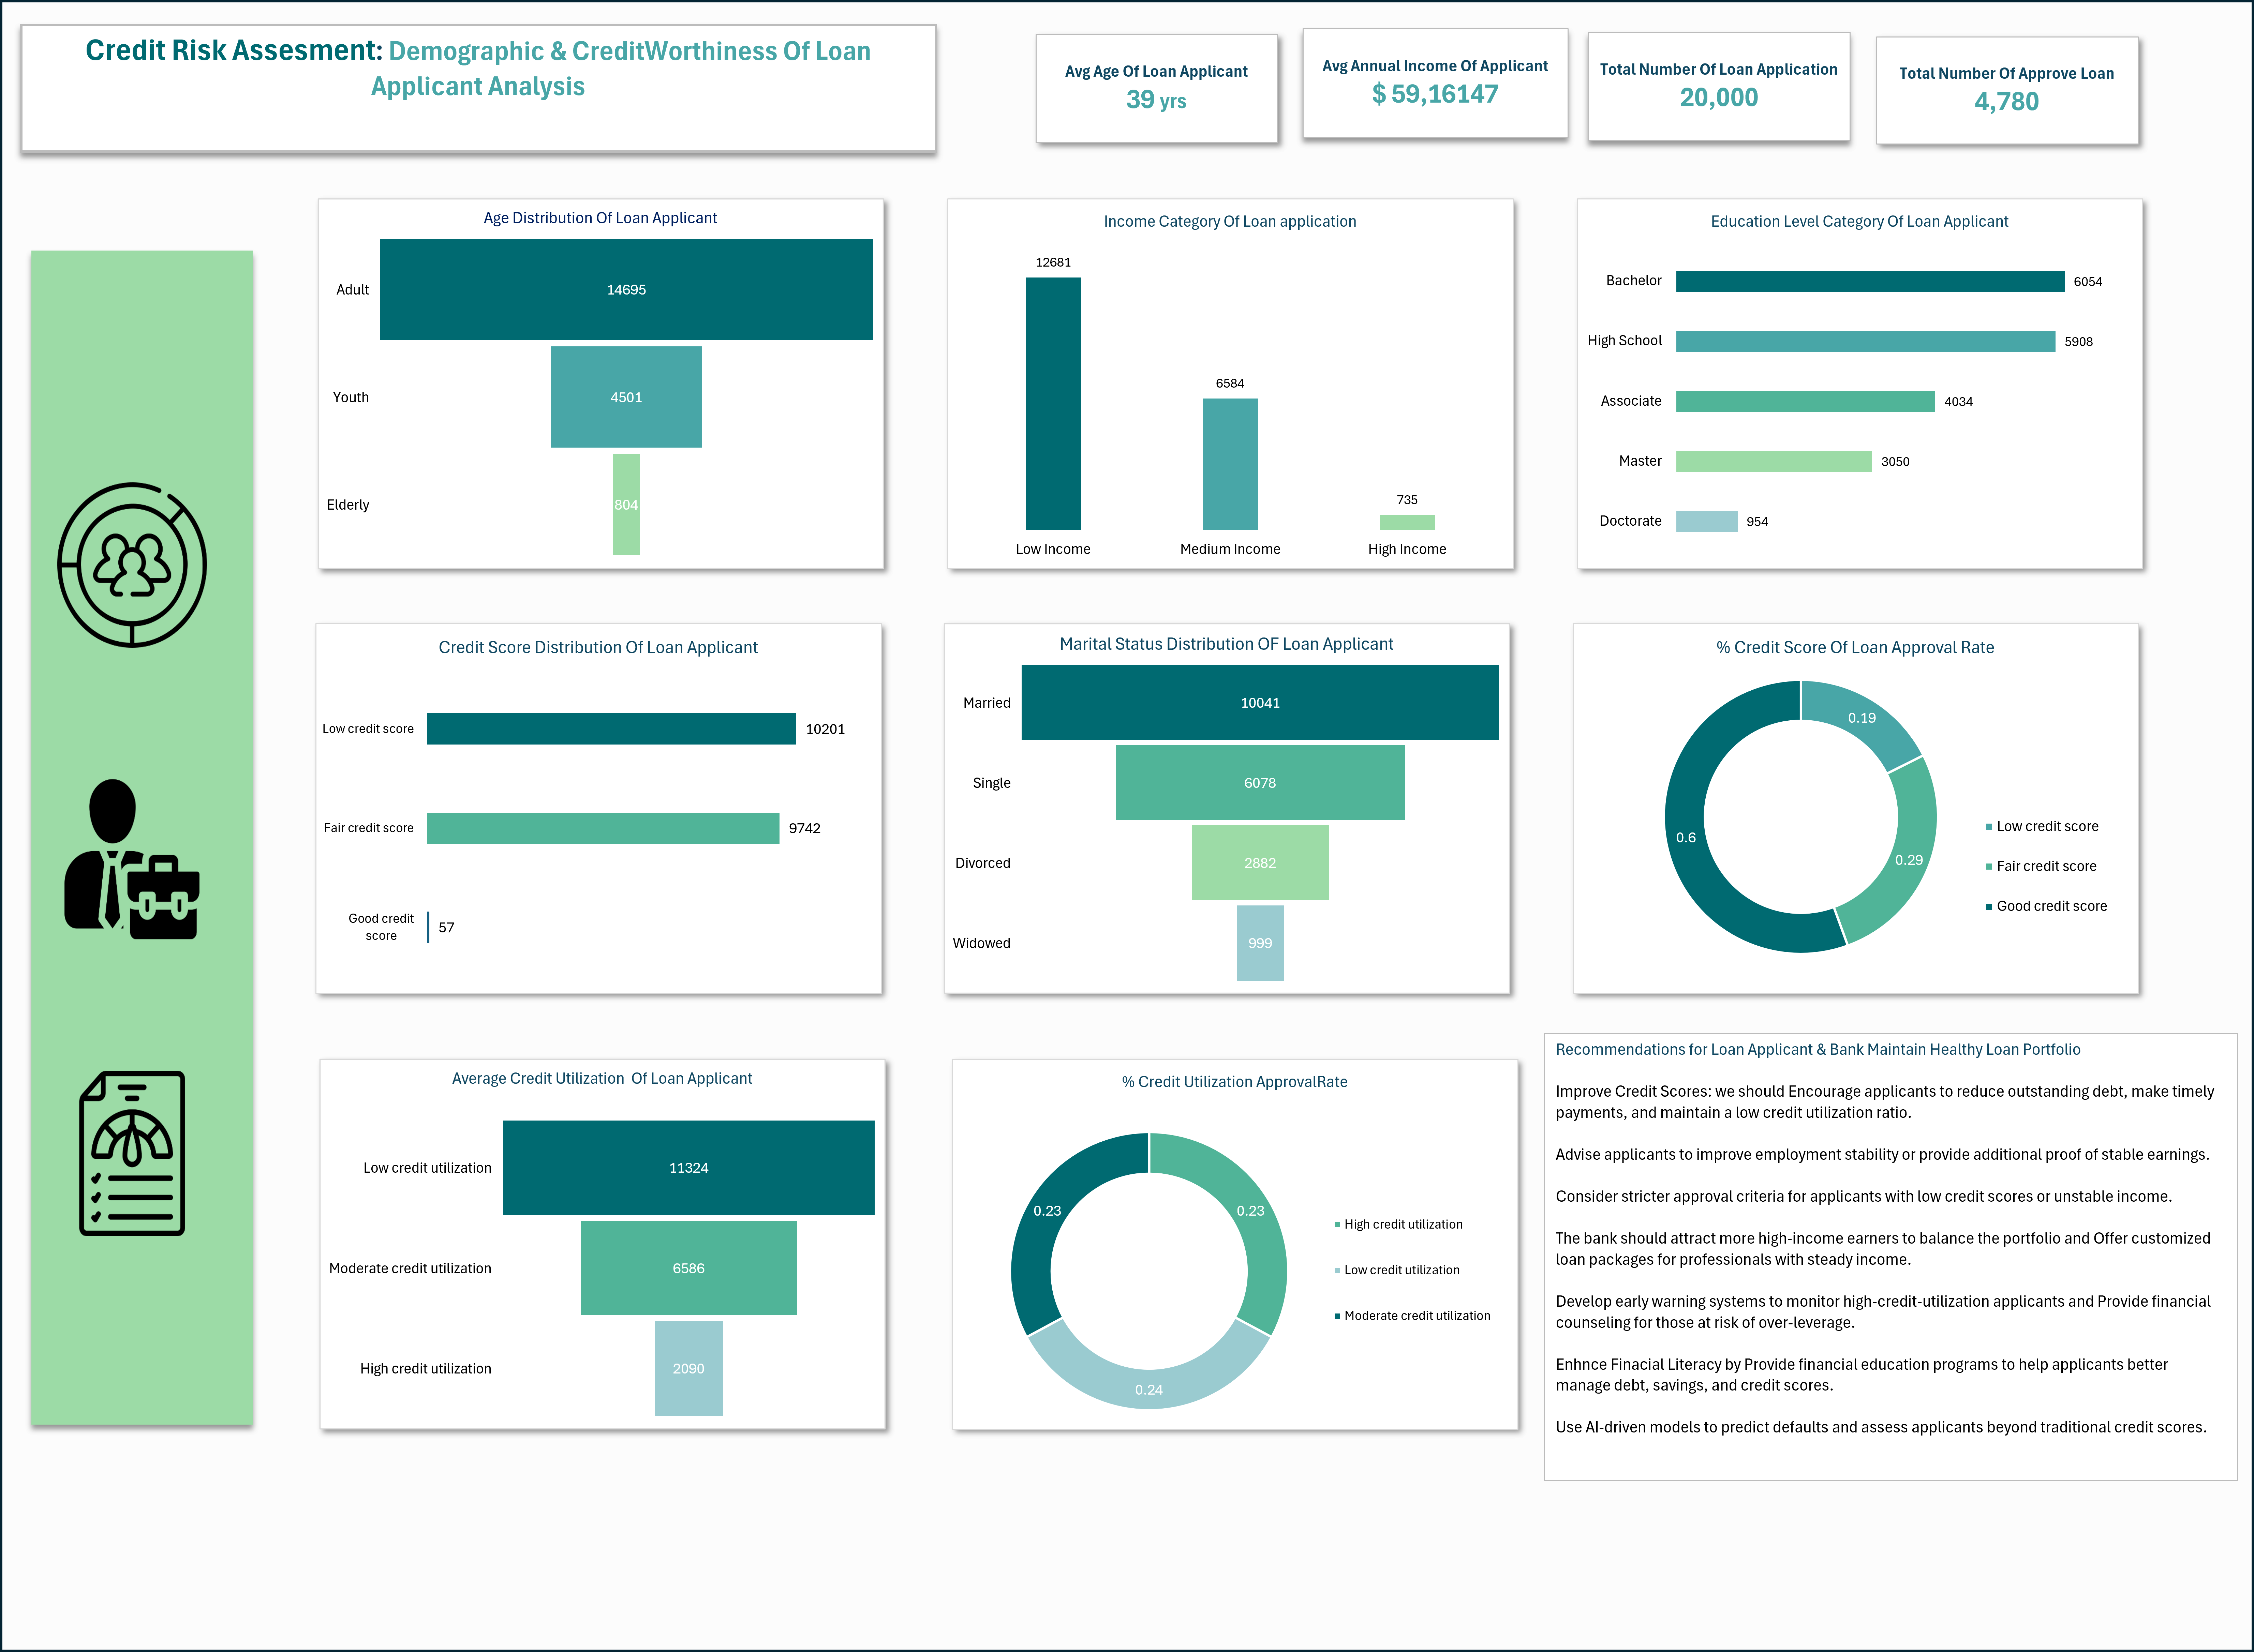 Credit Risk Assesment: Demographic & CreditWorthiness Of Loan
Applicant Analysis
Avg Age Of Loan Applicant
39 yrs
Avg Annual Income Of Applicant
$ 59,16147
Total Number Of Loan Application
20,000
Total Number Of Approve Loan
4,780
Age Distribution Of Loan Applicant
Adult
14695
Youth
4501
Elderly
804
Income Category Of Loan application
12681
6584
735
Low Income
Medium Income
High Income
Education Level Category Of Loan Applicant
Bachelor
6054
High School
5908
Associate
4034
Master
3050
Doctorate
954
Credit Score Distribution Of Loan Applicant
Low credit score
10201
Fair credit score
9742
Good credit
score
57
Marital Status Distribution OF Loan Applicant
Married
10041
Single
6078
Divorced
2882
Widowed
999
% Credit Score Of Loan Approval Rate
0.19
0.6
0.29
Low credit score
Fair credit score
Good credit score
Average Credit Utilization  Of Loan Applicant
Low credit utilization
11324
Moderate credit utilization
6586
High credit utilization
2090
% Credit Utilization ApprovalRate
0.23
0.23
0.24
High credit utilization
Low credit utilization
Moderate credit utilization
Recommendations for Loan Applicant & Bank Maintain Healthy Loan Portfolio
Improve Credit Scores: we should Encourage applicants to reduce outstanding debt, make timely
payments, and maintain a low credit utilization ratio.
Advise applicants to improve employment stability or provide additional proof of stable earnings.
Consider stricter approval criteria for applicants with low credit scores or unstable income.
The bank should attract more high-income earners to balance the portfolio and Offer customized
loan packages for professionals with steady income.
Develop early warning systems to monitor high-credit-utilization applicants and Provide financial
counseling for those at risk of over-leverage.
Enhnce Finacial Literacy by Provide financial education programs to help applicants better
manage debt, savings, and credit scores.
Use AI-driven models to predict defaults and assess applicants beyond traditional credit scores.